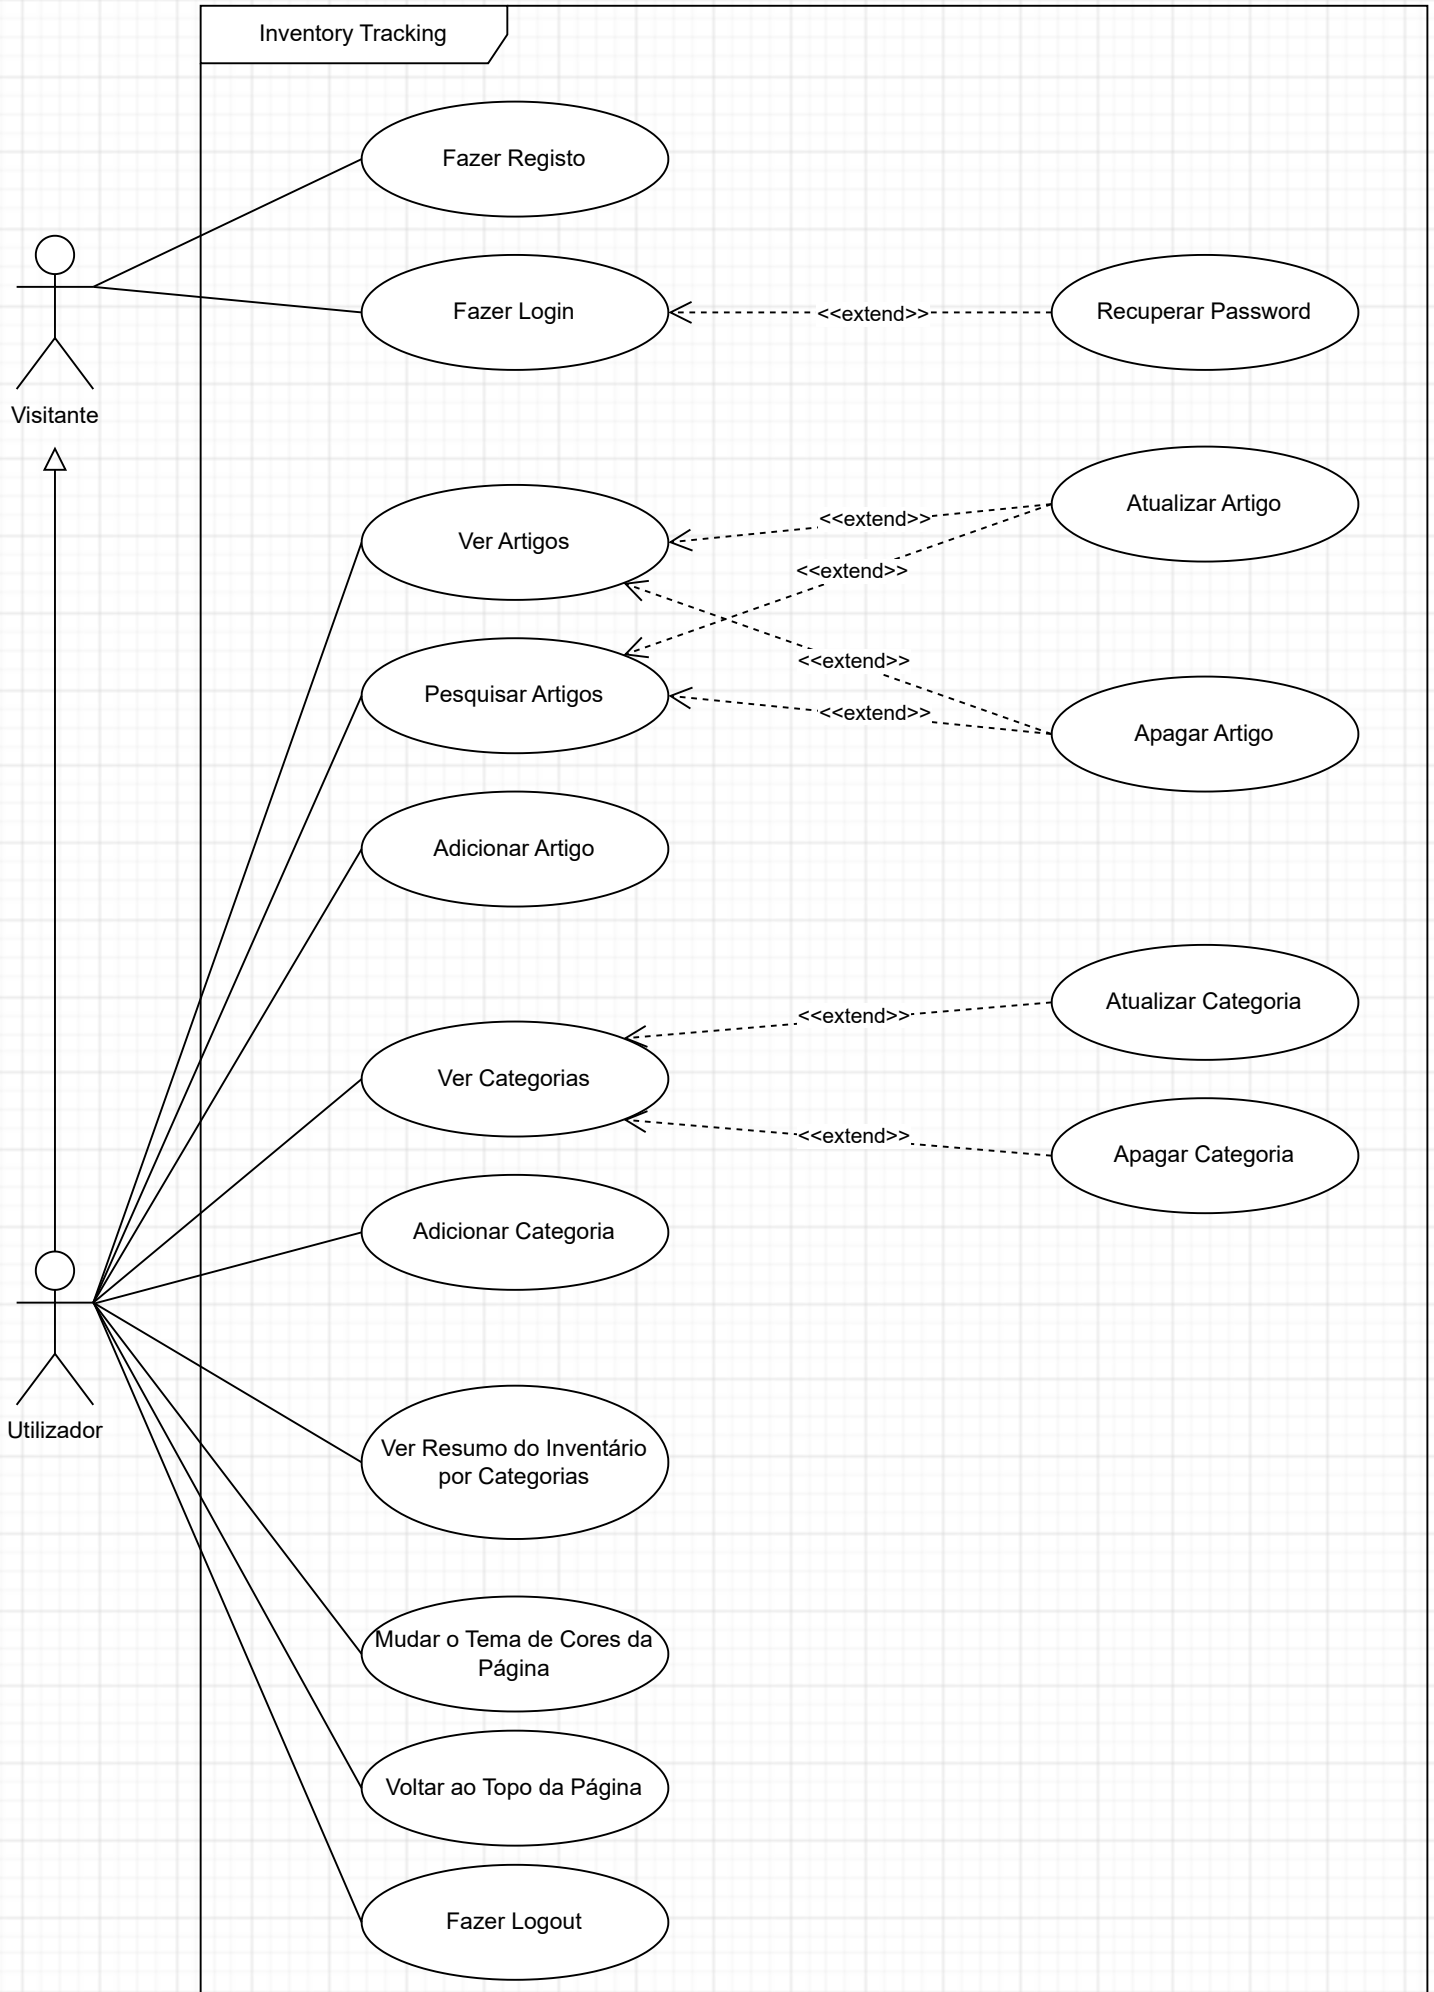 Inventory Tracking
Fazer Registo
Fazer Login
<<extend>>
Recuperar Password
Visitante
Ver Artigos
<<extend>>
Atualizar Artigo
<<extend>>
Pesquisar Artigos
<<extend>>
<<extend>>
Apagar Artigo
Adicionar Artigo
Ver Categorias
<<extend>>
Atualizar Categoria
<<extend>>
Apagar Categoria
Adicionar Categoria
Utilizador
Ver Resumo do Inventário
por Categorias
Mudar o Tema de Cores da
Página
Voltar ao Topo da Página
Fazer Logout